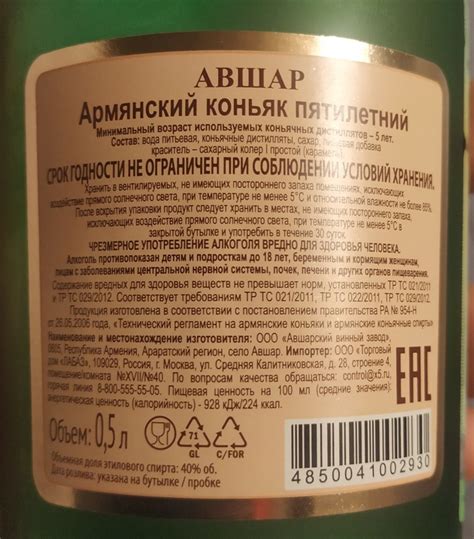 АВШАР
Армянский коньяк пятилетний
Минимальный возраст используемых коньячных дистиллятов – 5 лет.
Состав: вода питьевая, коньячные дистилляты, сахар, пищевая добавка
краситель – сахарный колер I простой (карамель).
СРОК ГОДНОСТИ НЕ ОГРАНИЧЕН ПРИ СОБЛЮДЕНИИ УСЛОВИЙ ХРАНЕНИЯ.
Хранить в вентилируемых, не имеющих постороннего запаха помещениях, исключающих
воздействие прямого солнечного света, при температуре не менее 5°С и относительной влажности не более 85%.
После вскрытия упаковки продукт следует хранить в местах, не имеющих постороннего запаха,
исключающих воздействие прямого солнечного света, при температуре не менее 5°С в
закрытой бутылке и употребить в течение 30 суток.
ЧРЕЗМЕРНОЕ УПОТРЕБЛЕНИЕ АЛКОГОЛЯ ВРЕДНО ДЛЯ ЗДОРОВЬЯ ЧЕЛОВЕКА.
Алкоголь противопоказан детям и подросткам до 18 лет, беременным и кормящим женщинам,
лицам с заболеваниями центральной нервной системы, почек, печени и других органов пищеварения.
Содержание вредных для здоровья веществ не превышает норм, установленных ТР ТС 021/2011
и ТР ТС 029/2012. Соответствует требованиям ТР ТС 021/2011, ТР ТС 022/2011, ТР ТС 029/2012.
Продукция изготовлена в соответствии с постановлением правительства РА № 954-Н
от 26.05.2006 года, «Технический регламент на армянские коньяки и армянские коньячные спирты»
Наименование и местонахождение изготовителя: ООО «Авшарский винный завод»,
0605, Республика Армения, Араратский регион, село Авшар. Импортер: ООО «Торговый
дом «ПАБАЗ», 109029, Россия, г. Москва, ул. Средняя Калитниковская, д. 28, строение 4,
помещение/комната №XVII/№40. По вопросам качества обращаться: control@x5.ru,
горячая линия 8-800-555-55-05. Пищевая ценность на 100 мл (средние значения):
энергетическая ценность (калорийность) - 928 кДж/224 ккал.
EAC
Объем: 0,5 л
71
GL
C/FOR
Объемная доля этилового спирта: 40% об.
Дата розлива: указана на бутылке / пробке
4850041002930